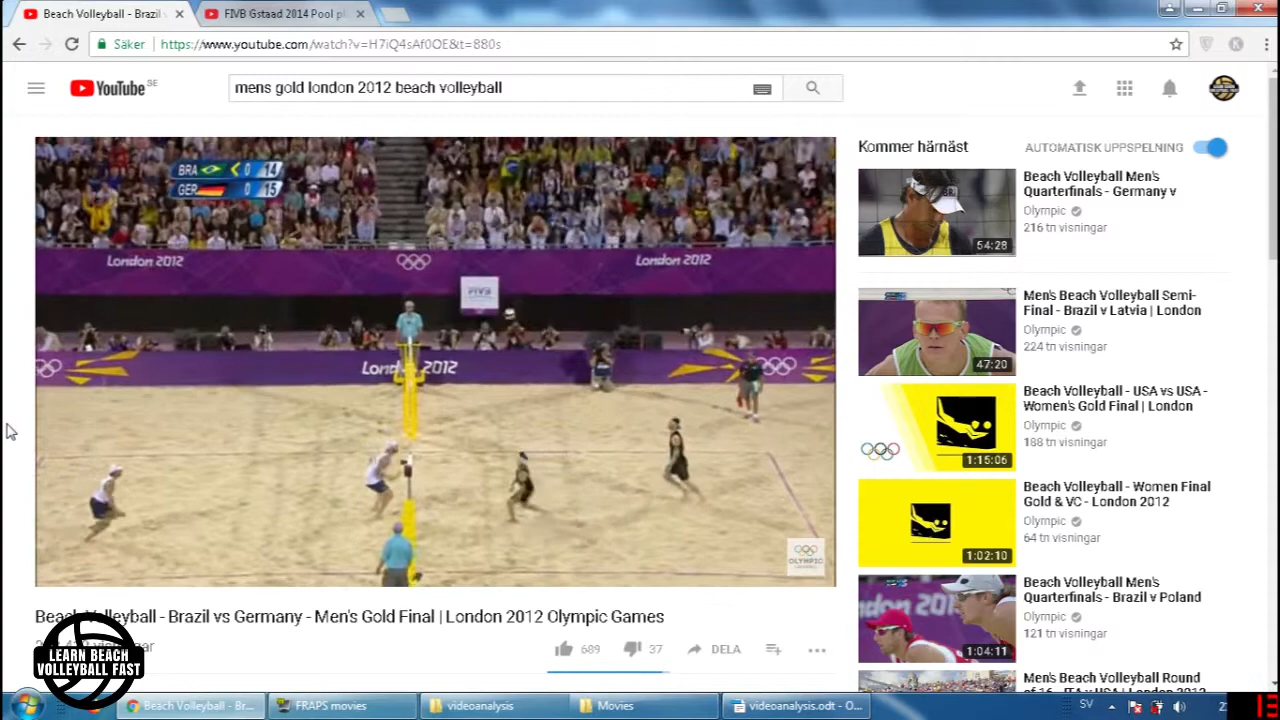 Beach Volleyball - Brazil
FIVB Gstaad 2014 Pool p
Säker
https://www.youtube.com/watch?v=H7iQ4sAf0OE&t=880s
YouTube SE
mens gold london 2012 beach volleyball
BRA 0 14
GER 0 15
London 2012
London 2012
FIVB
London 2012
OLYMPIC
Beach Volleyball - Brazil vs Germany - Men's Gold Final | London 2012 Olympic Games
689
37
DELA
LEARN BEACH
VOLLEYBALL FAST
Kommer härnäst
AUTOMATISK UPPSPELNING
Beach Volleyball Men's
Quarterfinals - Germany v
Olympic
216 tn visningar
54:28
Men's Beach Volleyball Semi-
Final - Brazil v Latvia | London
Olympic
224 tn visningar
47:20
Beach Volleyball - USA vs USA -
Women's Gold Final | London
Olympic
188 tn visningar
1:15:06
Beach Volleyball - Women Final
Gold & VC - London 2012
Olympic
64 tn visningar
1:02:10
Beach Volleyball Men's
Quarterfinals - Brazil v Poland
Olympic
121 tn visningar
1:04:11
Men's Beach Volleyball Round
Beach Volleyball - Br...
FRAPS movies
videoanalysis
Movies
videoanalysis.odt - O...
SV